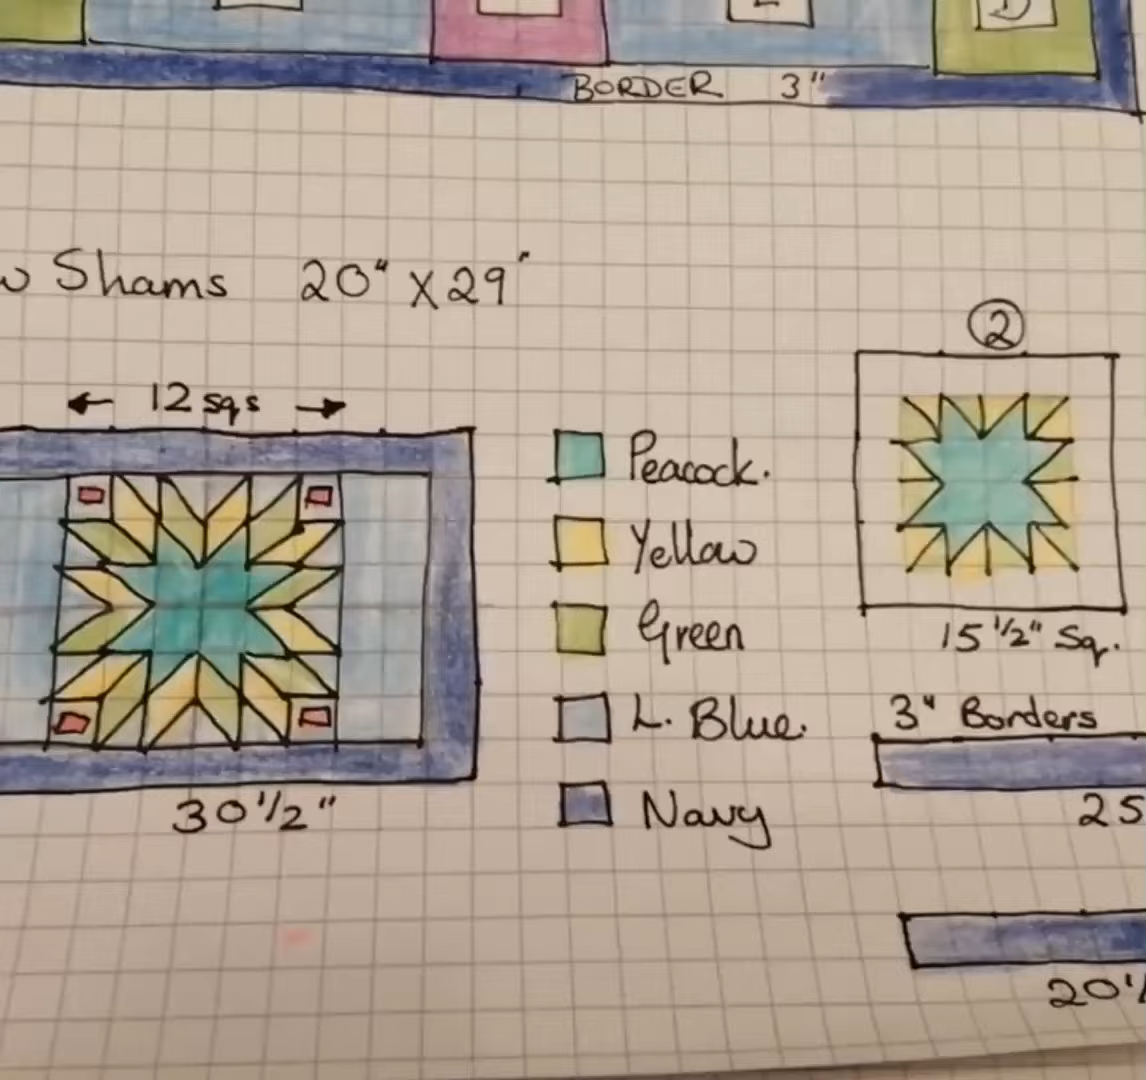 BORDER 3"
Shams 20" X 29"
2
12 sqs
Peacock.
Yellow
Green
L. Blue.
Navy
15 1/2" Sq.
3" Borders
25
30 1/2"